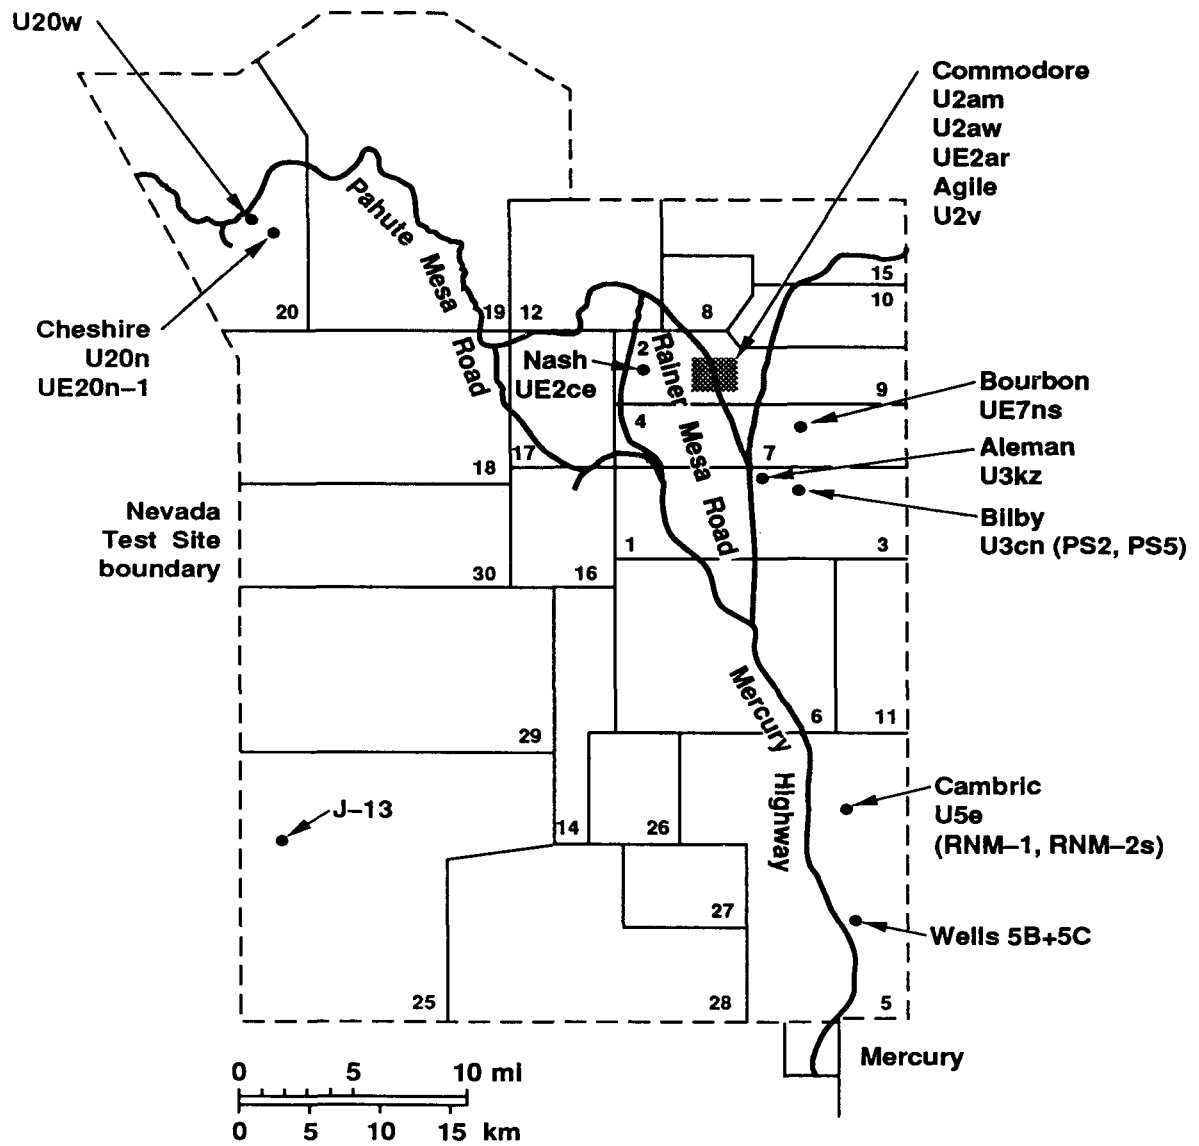 U20w
Commodore
U2am
U2aw
UE2ar
Agile
U2v
Pahute Mesa Road
15
10
20
19
12
8
Cheshire
U20n
UE20n–1
2
Nash
UE2ce
Rainer Mesa Road
9
Bourbon
UE7ns
4
7
Aleman
U3kz
18
17
Bilby
U3cn (PS2, PS5)
Nevada
Test Site
boundary
1
3
30
16
Mercury Highway
6
11
29
Cambric
U5e
(RNM–1, RNM–2s)
J–13
14
26
27
Wells 5B+5C
25
28
5
Mercury
0 5 10 mi
0 5 10 15 km